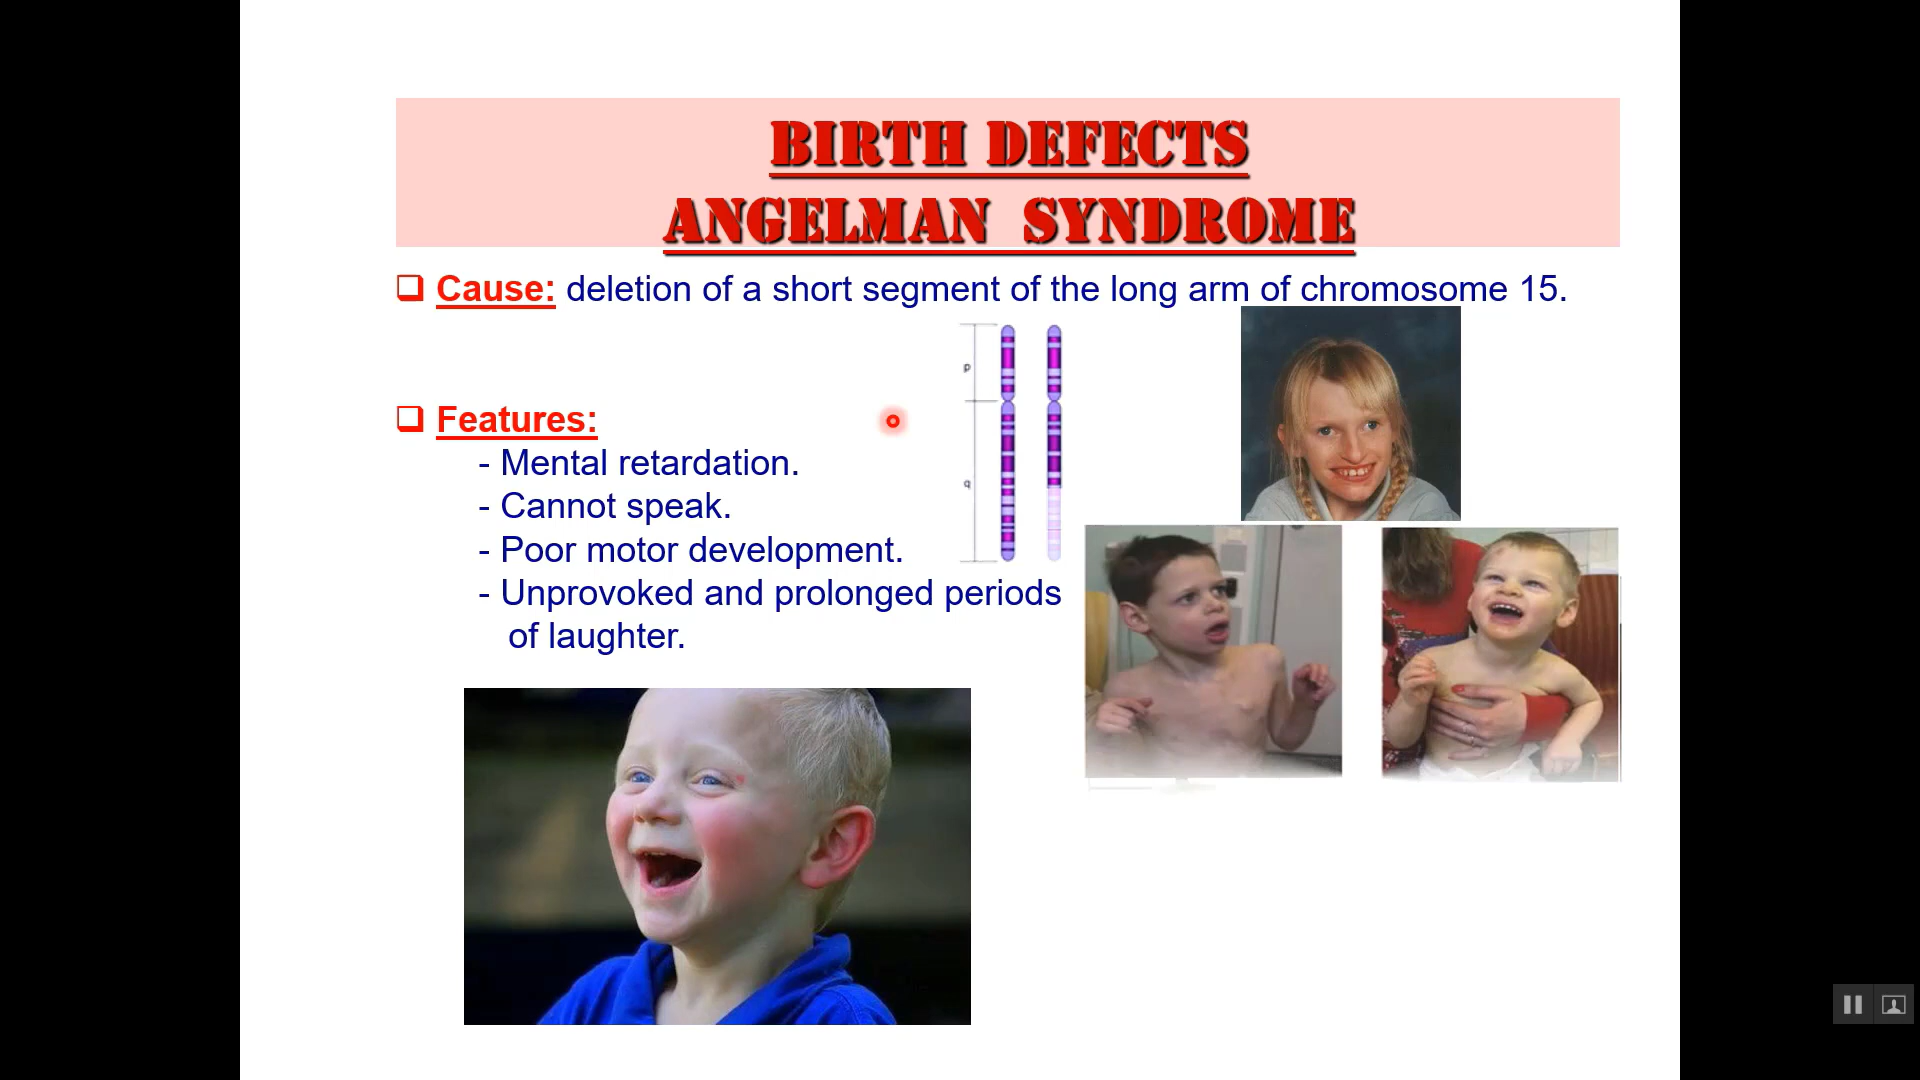 BIRTH DEFECTS
ANGELMAN SYNDROME
❑ Cause: deletion of a short segment of the long arm of chromosome 15.
p
❑ Features:
- Mental retardation.
q
- Cannot speak.
- Poor motor development.
- Unprovoked and prolonged periods
of laughter.